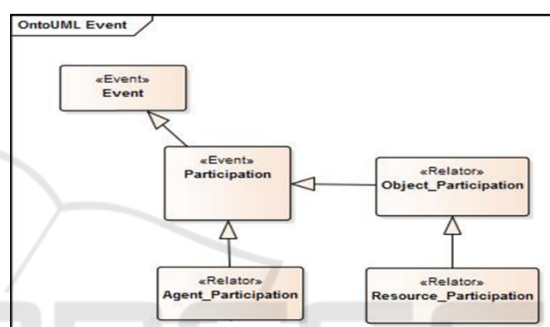 OntoUML Event
«Event»
Event
«Event»
Participation
«Relator»
Object_Participation
«Relator»
Agent_Participation
«Relator»
Resource_Participation